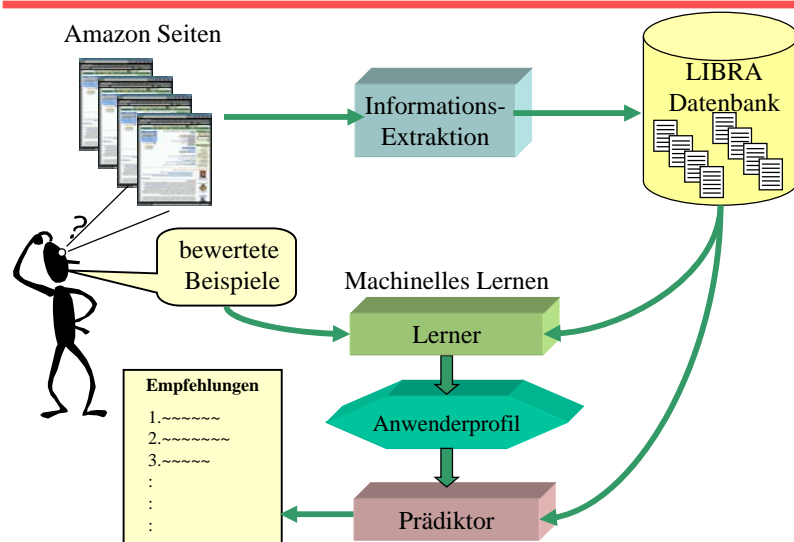 Amazon Seiten
LIBRA
Datenbank
Informations-
Extraktion
?
bewertete
Beispiele
Machinelles Lernen
Lerner
Empfehlungen
1.~~~~~~
2.~~~~~~~
3.~~~~~
:
:
:
Anwenderprofil
Prädiktor